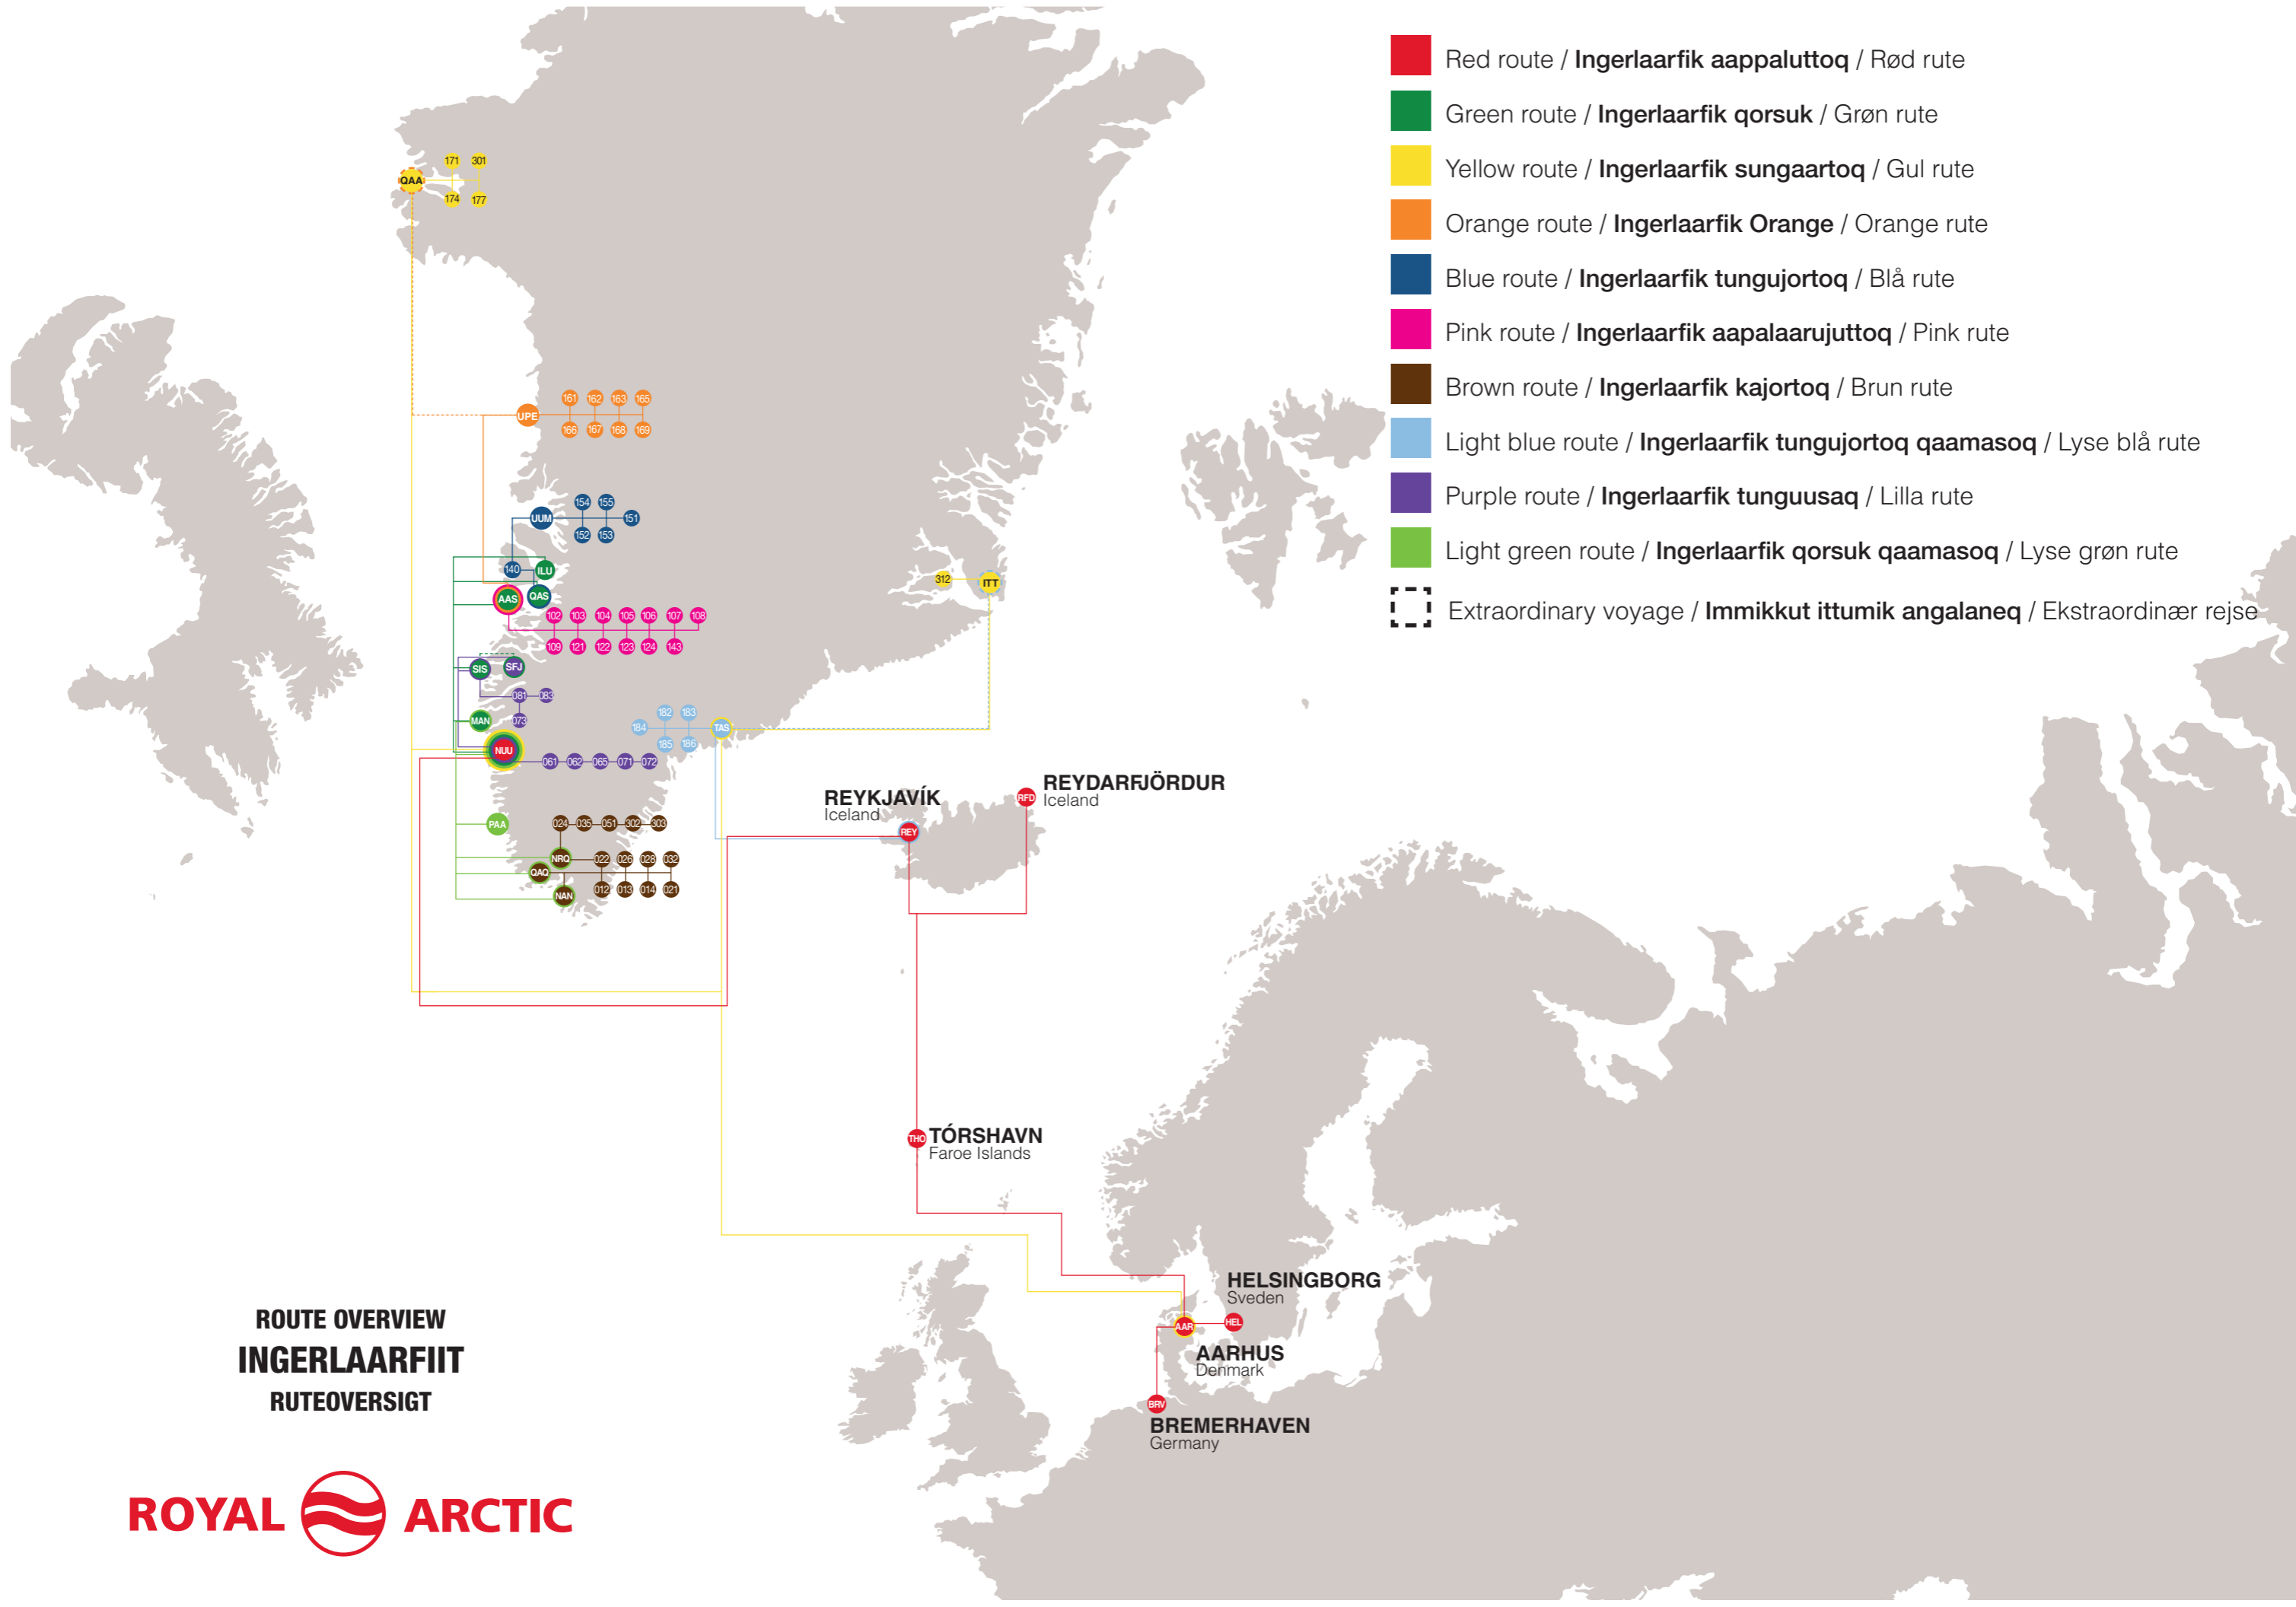 Red route / Ingerlaarfik aappaluttoq / Rød rute
Green route / Ingerlaarfik qorsuk / Grøn rute
Yellow route / Ingerlaarfik sungaartoq / Gul rute
Orange route / Ingerlaarfik Orange / Orange rute
Blue route / Ingerlaarfik tungujortoq / Blå rute
Pink route / Ingerlaarfik aapalaarujuttoq / Pink rute
Brown route / Ingerlaarfik kajortoq / Brun rute
Light blue route / Ingerlaarfik tungujortoq qaamasoq / Lyse blå rute
Purple route / Ingerlaarfik tunguusaq / Lilla rute
Light green route / Ingerlaarfik qorsuk qaamasoq / Lyse grøn rute
Extraordinary voyage / Immikkut ittumik angalaneq / Ekstraordinær rejse
171 301
QAA
174 177
161 162 163 165
UPE
166 167 168 169
154 155
UUM 151
152 153
140 ILU
312 ITT
AAS QAS
102 103 104 105 106 107 108
109 121 122 123 124 143
SIS SFJ
081 083
MAN 073
182 183
184 TAS
185 186
NUU
061 062 065 071 072
PAA
024 035 051 302 303
NRQ 022 026 028 032
QAQ
012 013 014 021
NAN
REYKJAVÍK
Iceland
REY
REYDARFJÖRDUR
Iceland
RFD
THO TÓRSHAVN
Faroe Islands
HELSINGBORG
Sveden
HEL
AAR
AARHUS
Denmark
BRV
BREMERHAVEN
Germany
ROUTE OVERVIEW
INGERLAARFIIT
RUTEOVERSIGT
ROYAL ARCTIC